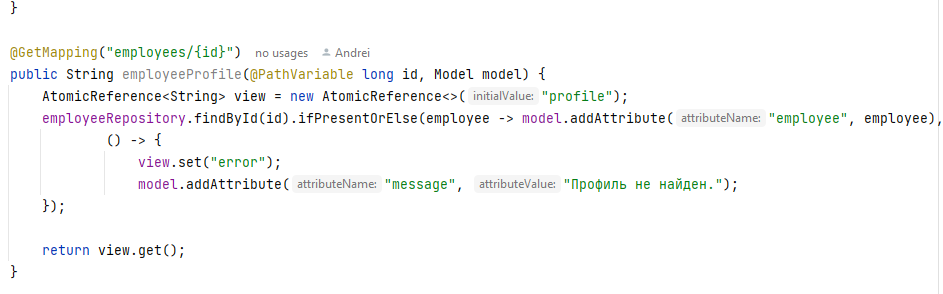 }
@GetMapping("employees/{id}") no usages Andrei
public String employeeProfile(@PathVariable long id, Model model) {
AtomicReference<String> view = new AtomicReference<>( initialValue: "profile");
employeeRepository.findById(id).ifPresentOrElse(employee -> model.addAttribute( attributeName: "employee", employee),
() -> {
view.set("error");
model.addAttribute( attributeName: "message", attributeValue: "Профиль не найден.");
});
return view.get();
}